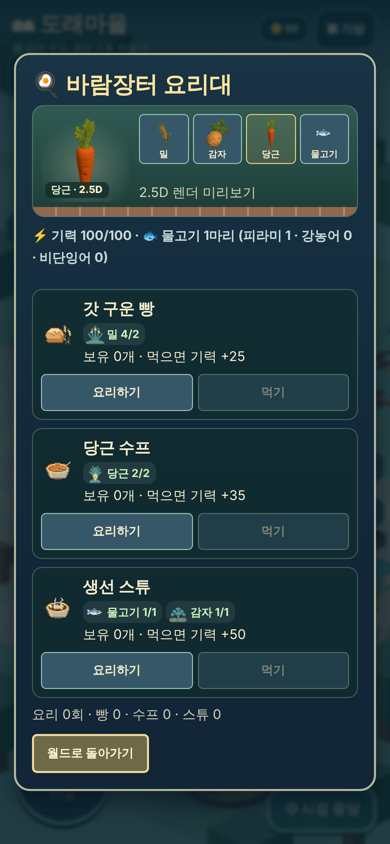 도래마을
바람장터 요리대
당근 · 2.5D
밀
감자
당근
물고기
2.5D 렌더 미리보기
⚡ 기력 100/100 · 🐟 물고기 1마리 (피라미 1 · 강농어 0
· 비단잉어 0)
갓 구운 빵
밀 4/2
보유 0개 · 먹으면 기력 +25
요리하기
먹기
당근 수프
당근 2/2
보유 0개 · 먹으면 기력 +35
요리하기
먹기
생선 스튜
물고기 1/1
감자 1/1
보유 0개 · 먹으면 기력 +50
요리하기
먹기
요리 0회 · 빵 0 · 수프 0 · 스튜 0
월드로 돌아가기